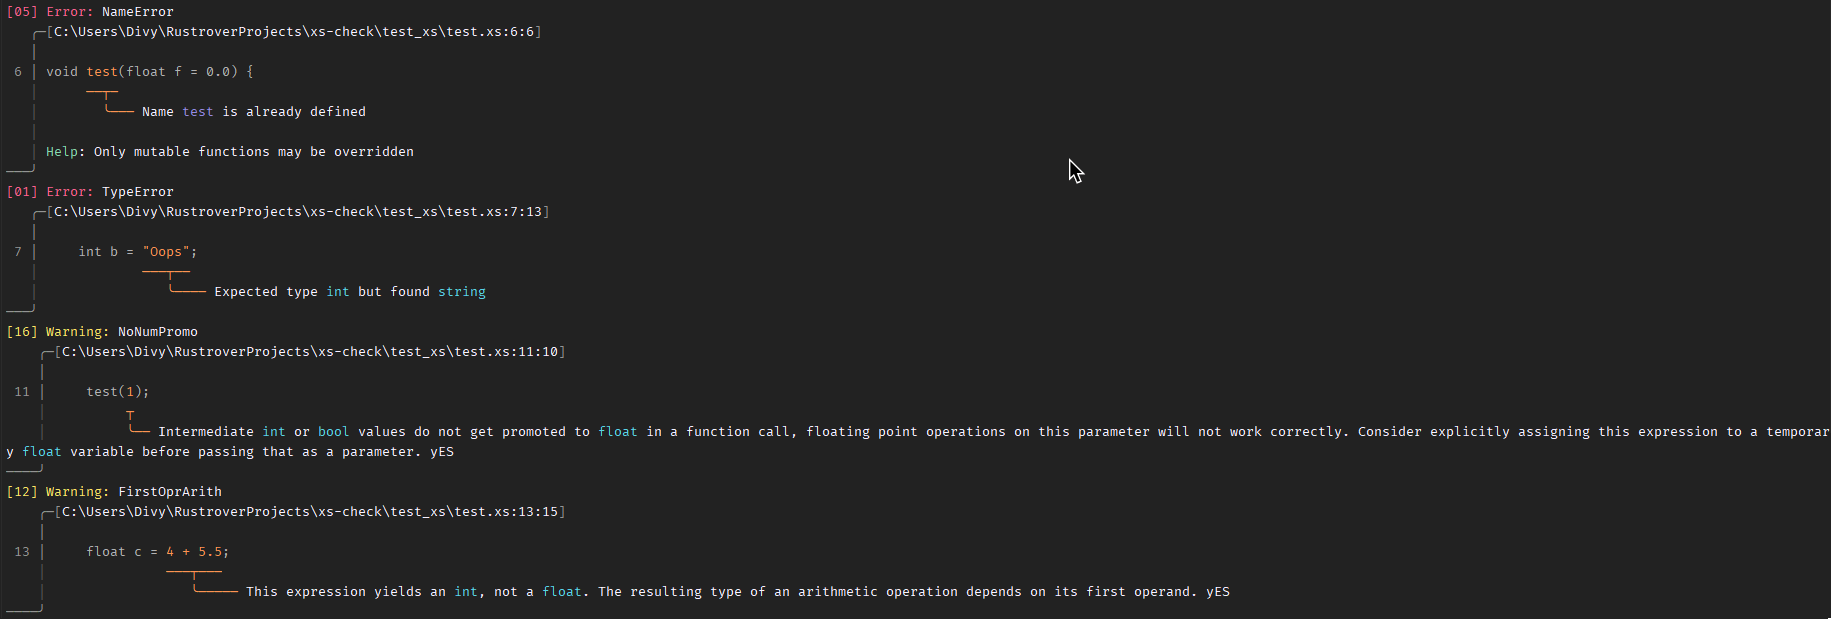 [05] Error: NameError
[C:\Users\Divy\RustroverProjects\xs-check\test_xs\test.xs:6:6]
6 │ void test(float f = 0.0) {
Name test is already defined
Help: Only mutable functions may be overridden
[01] Error: TypeError
[C:\Users\Divy\RustroverProjects\xs-check\test_xs\test.xs:7:13]
7 │ int b = "Oops";
Expected type int but found string
[16] Warning: NoNumPromo
[C:\Users\Divy\RustroverProjects\xs-check\test_xs\test.xs:11:10]
11 │ test(1);
Intermediate int or bool values do not get promoted to float in a function call, floating point operations on this parameter will not work correctly. Consider explicitly assigning this expression to a temporar
y float variable before passing that as a parameter. yES
[12] Warning: FirstOprArith
[C:\Users\Divy\RustroverProjects\xs-check\test_xs\test.xs:13:15]
13 │ float c = 4 + 5.5;
This expression yields an int, not a float. The resulting type of an arithmetic operation depends on its first operand. yES